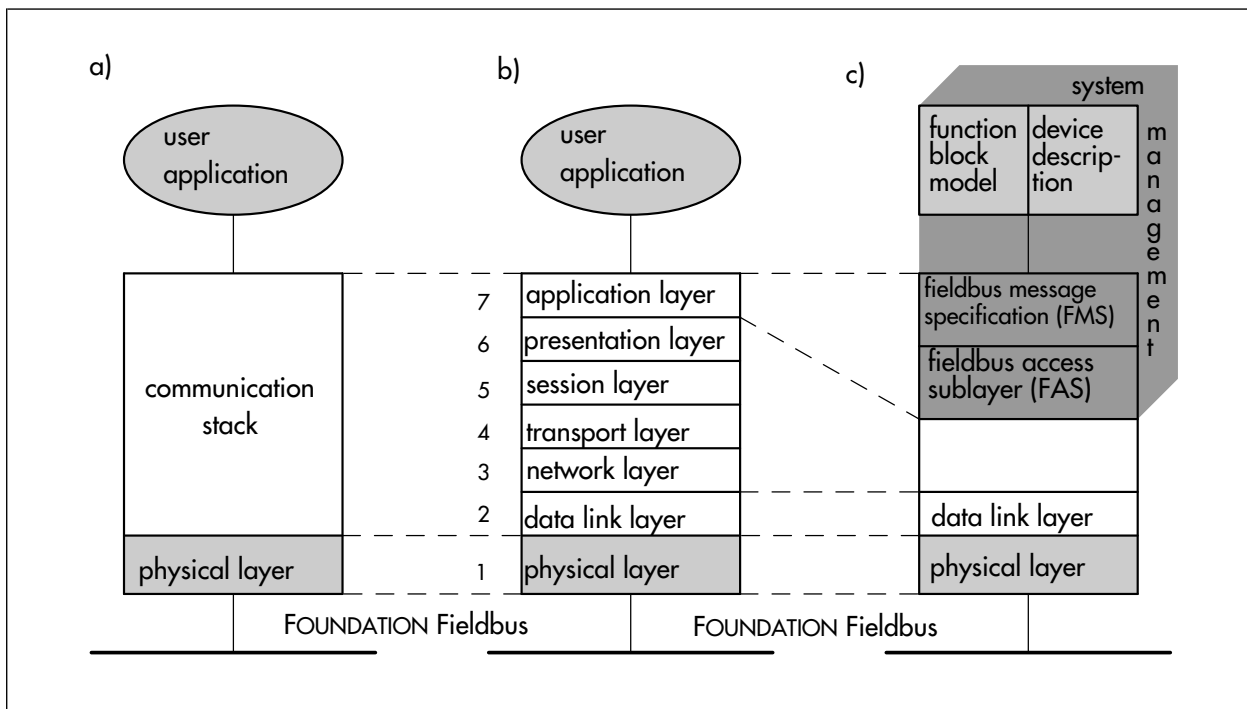 a)
user
application
communication
stack
physical layer
b)
user
application
7
application layer
6
presentation layer
5
session layer
4
transport layer
3
network layer
2
data link layer
1
physical layer
c)
system
management
function
block
model
device
descrip-
tion
fieldbus message
specification (FMS)
fieldbus access
sublayer (FAS)
data link layer
physical layer
FOUNDATION Fieldbus
FOUNDATION Fieldbus